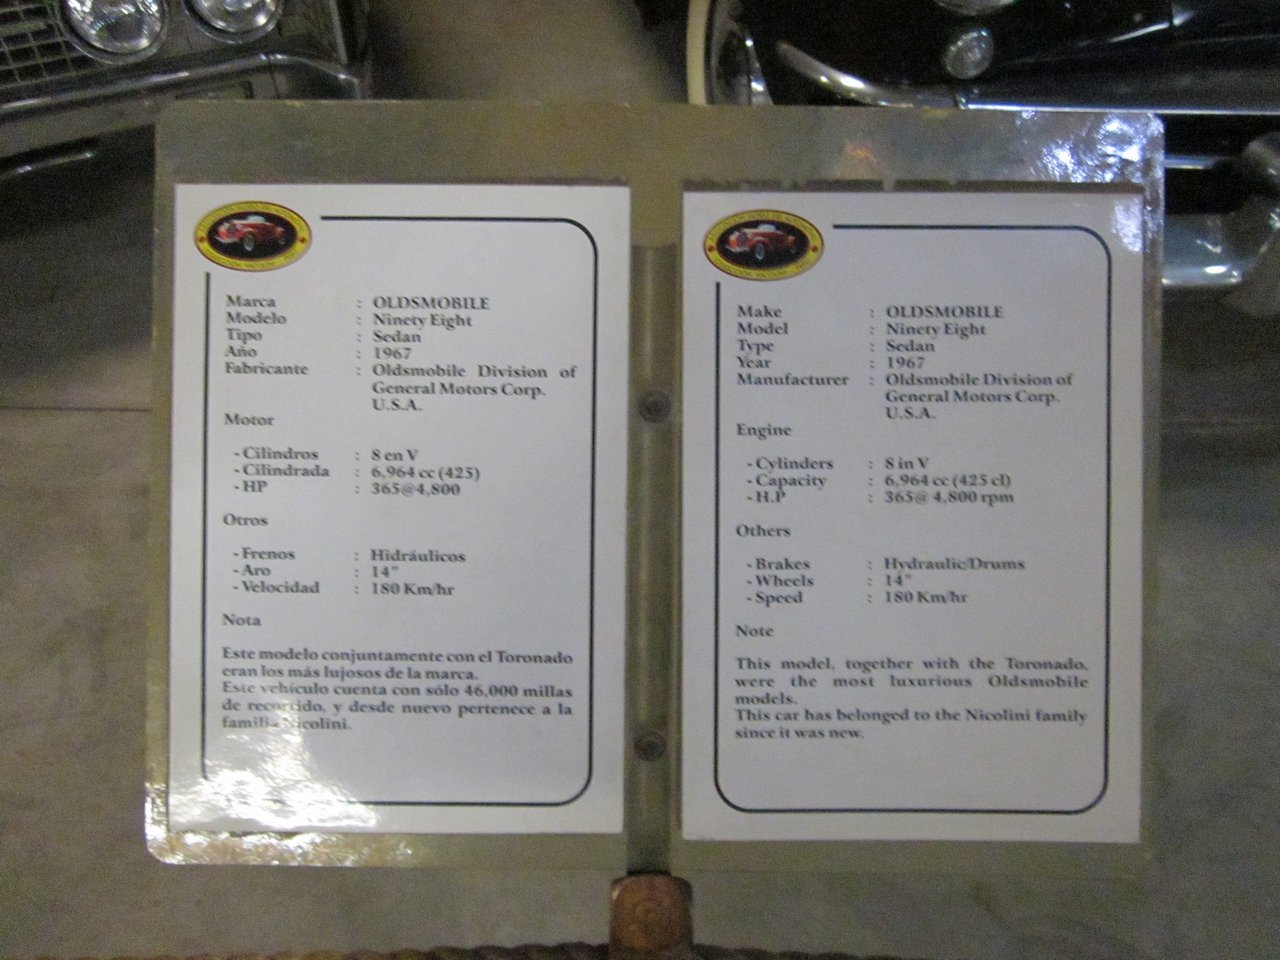 Marca : OLDSMOBILE
Modelo : Ninety Eight
Tipo : Sedan
Año : 1967
Fabricante : Oldsmobile Division of
General Motors Corp.
U.S.A.
Motor
- Cilindros : 8 en V
- Cilindrada : 6,964 cc (425)
- HP : 365@4,800
Otros
- Frenos : Hidráulicos
- Aro : 14"
- Velocidad : 180 Km/hr
Nota
Este modelo conjuntamente con el Toronado
eran los más lujosos de la marca.
Este vehículo cuenta con sólo 46,000 millas
de recorrido, y desde nuevo pertenece a la
familia Nicolini.
Make : OLDSMOBILE
Model : Ninety Eight
Type : Sedan
Year : 1967
Manufacturer : Oldsmobile Division of
General Motors Corp.
U.S.A.
Engine
- Cylinders : 8 in V
- Capacity : 6,964 cc (425 cl)
- H.P : 365@ 4,800 rpm
Others
- Brakes : Hydraulic/Drums
- Wheels : 14"
- Speed : 180 Km/hr
Note
This model, together with the Toronado,
were the most luxurious Oldsmobile
models.
This car has belonged to the Nicolini family
since it was new.